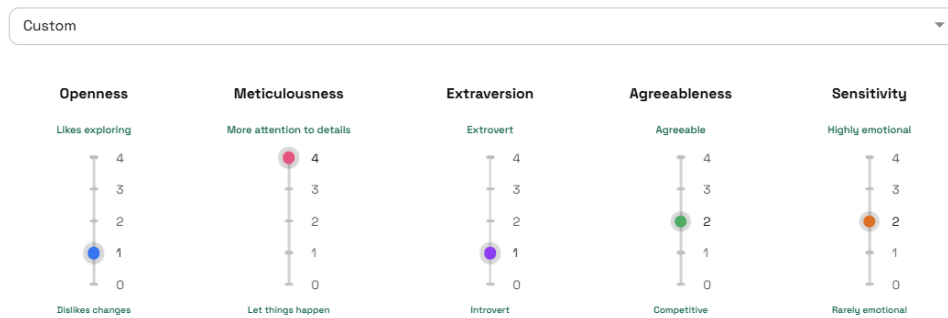 Custom
Openness Meticulousness Extraversion Agreeableness Sensitivity
Likes exploring More attention to details Extrovert Agreeable Highly emotional
4 4 4 4 4
3 3 3 3 3
2 2 2 2 2
1 1 1 1 1
0 0 0 0 0
Dislikes changes Let things happen Introvert Competitive Rarely emotional